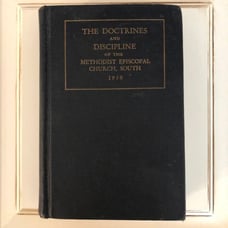 THE DOCTRINES
AND
DISCIPLINE
OF THE
METHODIST EPISCOPAL
CHURCH, SOUTH
1938